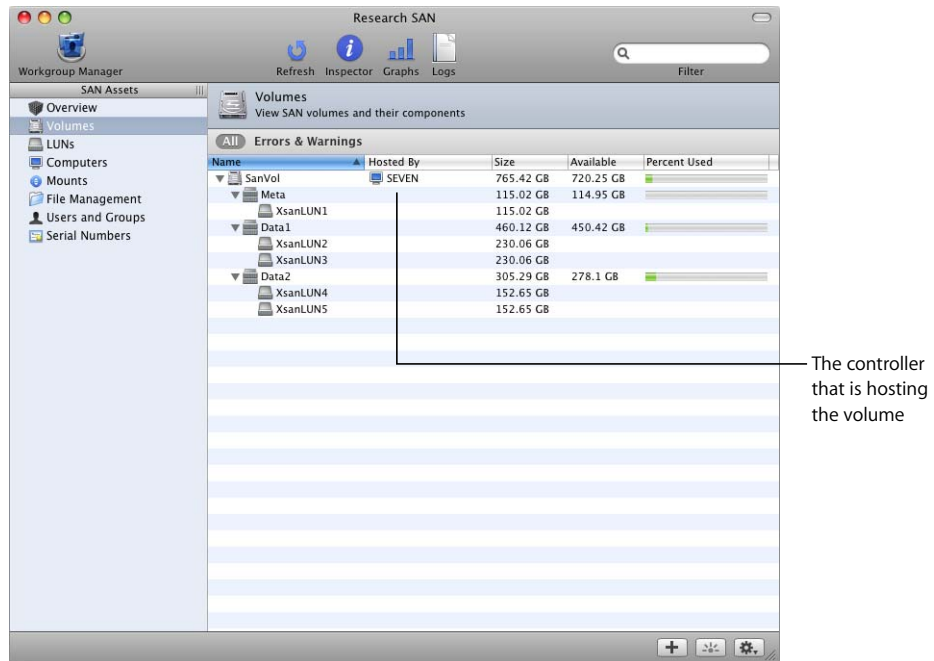 Research SAN
Workgroup Manager
Refresh Inspector Graphs Logs
Filter
SAN Assets
Overview
Volumes
LUNs
Computers
Mounts
File Management
Users and Groups
Serial Numbers
Volumes
View SAN volumes and their components
All Errors & Warnings
Name Hosted By Size Available Percent Used
SanVol SEVEN 765.42 GB 720.25 GB
Meta 115.02 GB 114.95 GB
XsanLUN1 115.02 GB
Data1 460.12 GB 450.42 GB
XsanLUN2 230.06 GB
XsanLUN3 230.06 GB
Data2 305.29 GB 278.1 GB
XsanLUN4 152.65 GB
XsanLUN5 152.65 GB
The controller
that is hosting
the volume